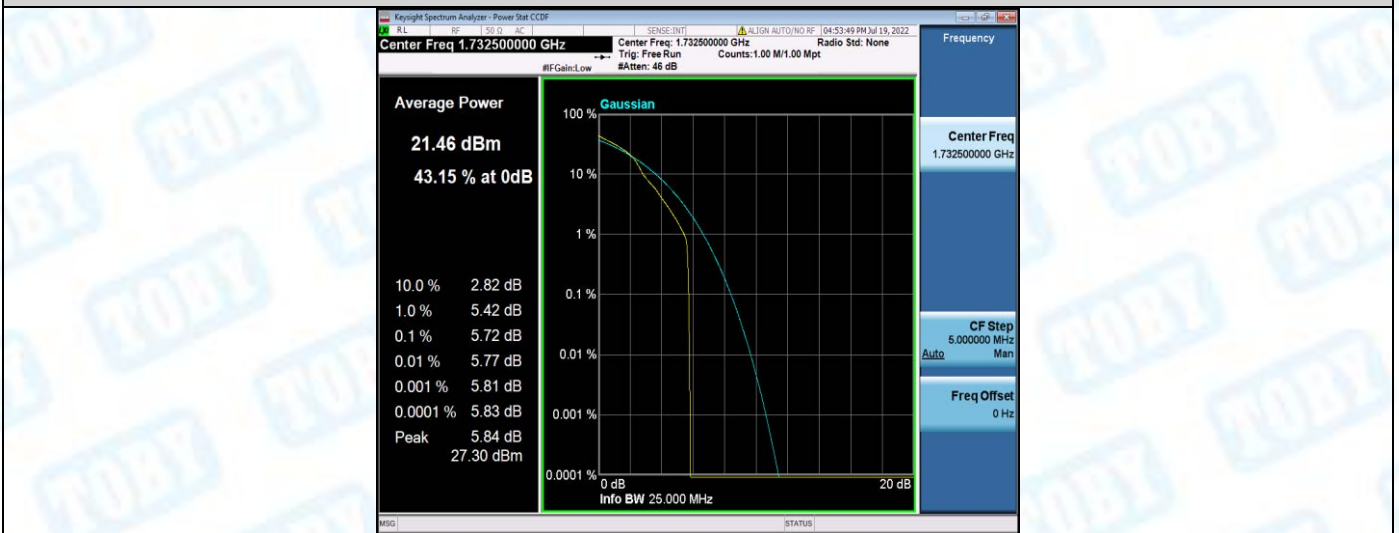 Keysight Spectrum Analyzer - Power Stat CCDF
RL RF 50 Ω AC SENSE:INT ALIGN AUTO/NO RF 04:53:49 PM Jul 19, 2022
Center Freq 1.732500000 GHz
Center Freq: 1.732500000 GHz Radio Std: None
Trig: Free Run Counts:1.00 M/1.00 Mpt
#IFGain:Low #Atten: 46 dB
Average Power
21.46 dBm
43.15 % at 0dB
10.0 % 2.82 dB
1.0 % 5.42 dB
0.1 % 5.72 dB
0.01 % 5.77 dB
0.001 % 5.81 dB
0.0001 % 5.83 dB
Peak 5.84 dB
27.30 dBm
Gaussian
100 %
10 %
1 %
0.1 %
0.01 %
0.001 %
0.0001 %
0 dB 20 dB
Info BW 25.000 MHz
Frequency
Center Freq
1.732500000 GHz
CF Step
5.000000 MHz
Auto Man
Freq Offset
0 Hz
MSG STATUS
TOBY
TOBY
TOBY
TOBY
TOBY
TOBY
TOBY
TOBY